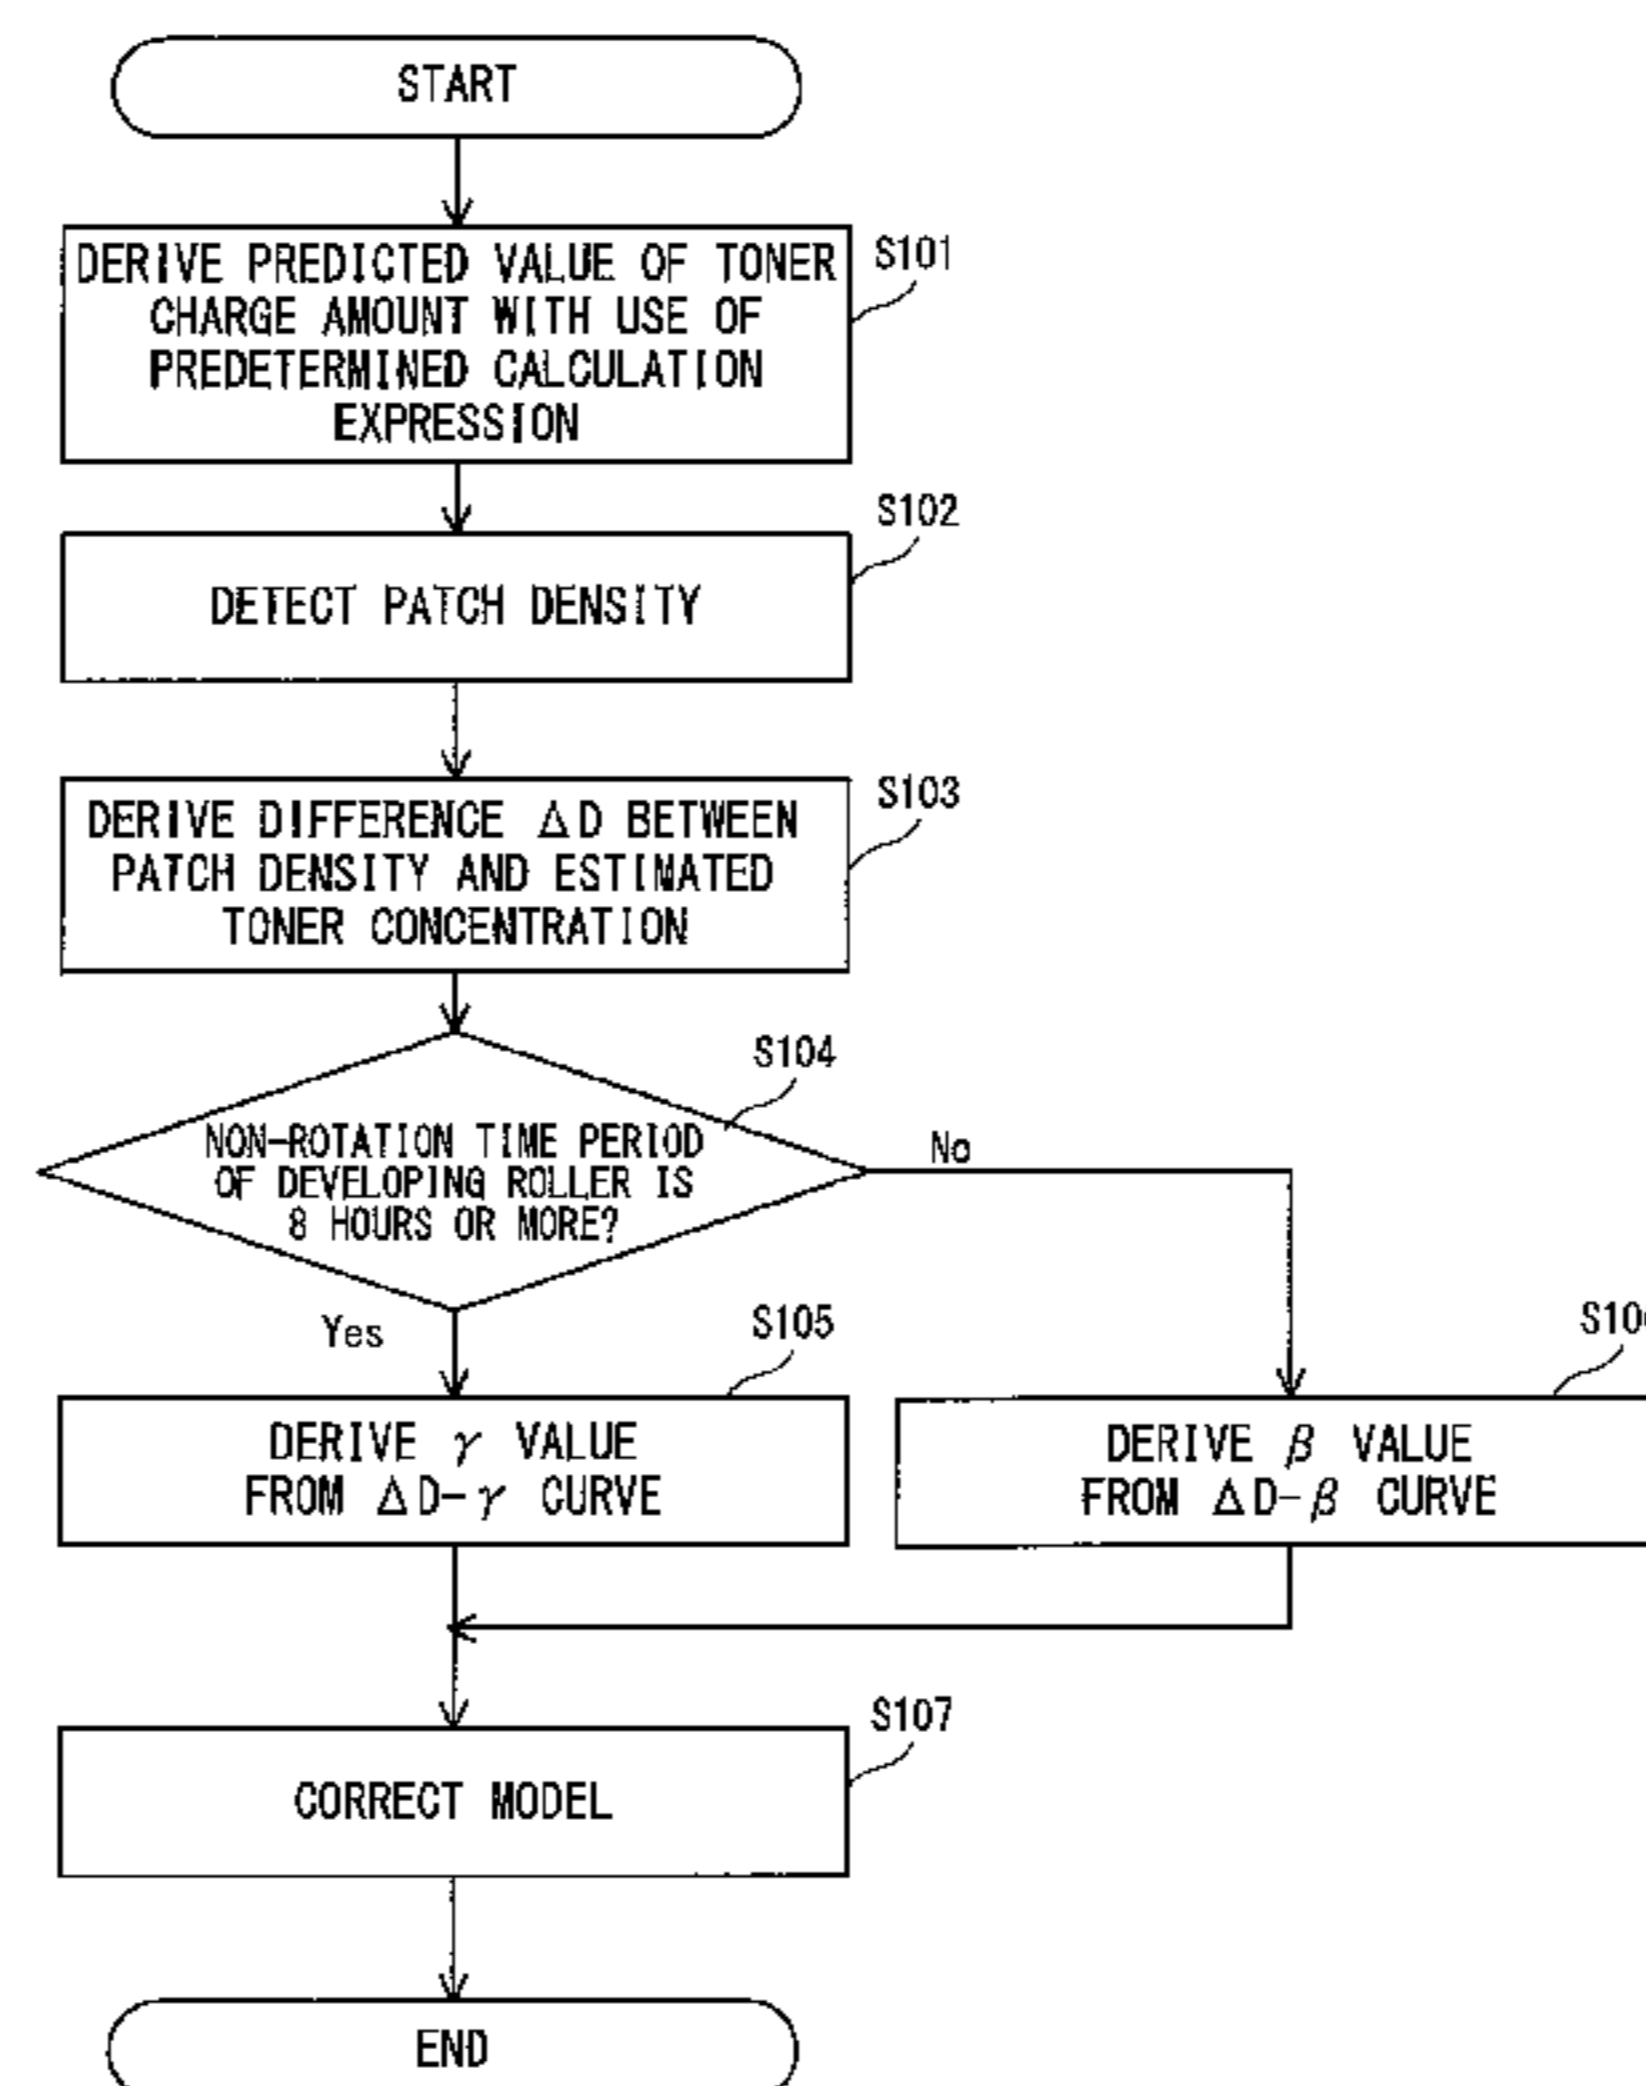 START
DERIVE PREDICTED VALUE OF TONER
CHARGE AMOUNT WITH USE OF
PREDETERMINED CALCULATION
EXPRESSION
S101
S102
DETECT PATCH DENSITY
S103
DERIVE DIFFERENCE ΔD BETWEEN
PATCH DENSITY AND ESTIMATED
TONER CONCENTRATION
S104
NON-ROTATION TIME PERIOD
OF DEVELOPING ROLLER IS
8 HOURS OR MORE?
No
Yes
S105
DERIVE γ VALUE
FROM ΔD-γ CURVE
DERIVE β VALUE
FROM ΔD-β CURVE
S107
CORRECT MODEL
END